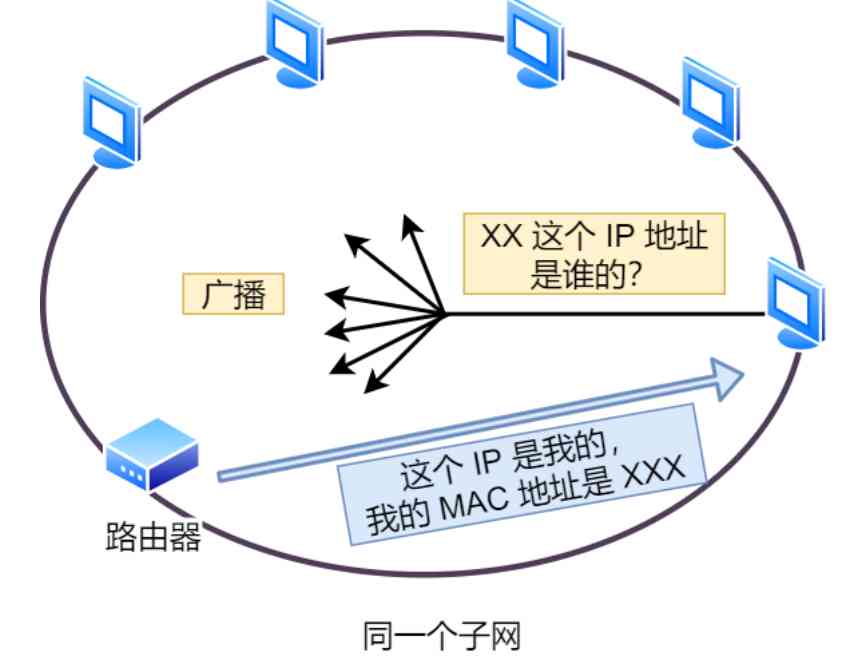 XX 这个 IP 地址
是谁的?
广播
这个 IP 是我的,
我的 MAC 地址是 XXX
路由器
同一个子网